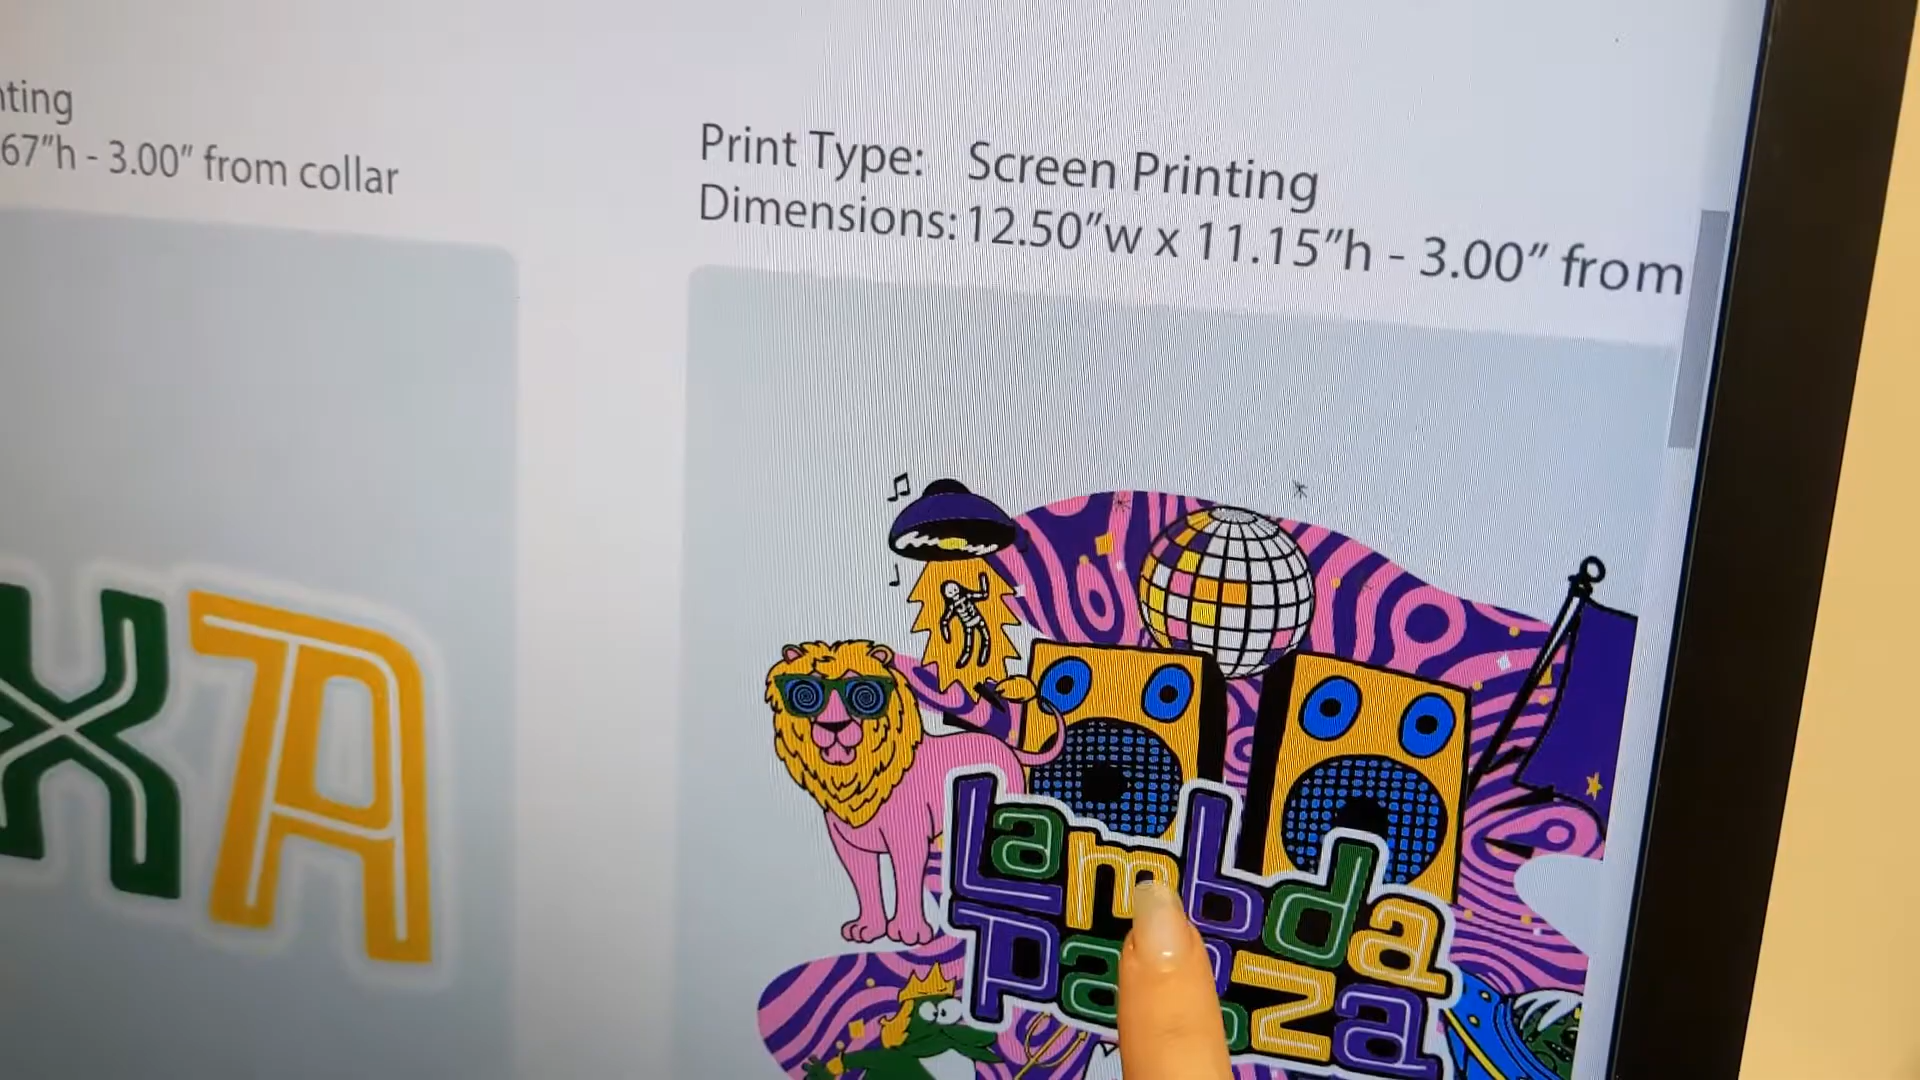 nting
67"h - 3.00" from collar
Print Type: Screen Printing
Dimensions: 12.50"w x 11.15"h - 3.00" from
XA
Lambda